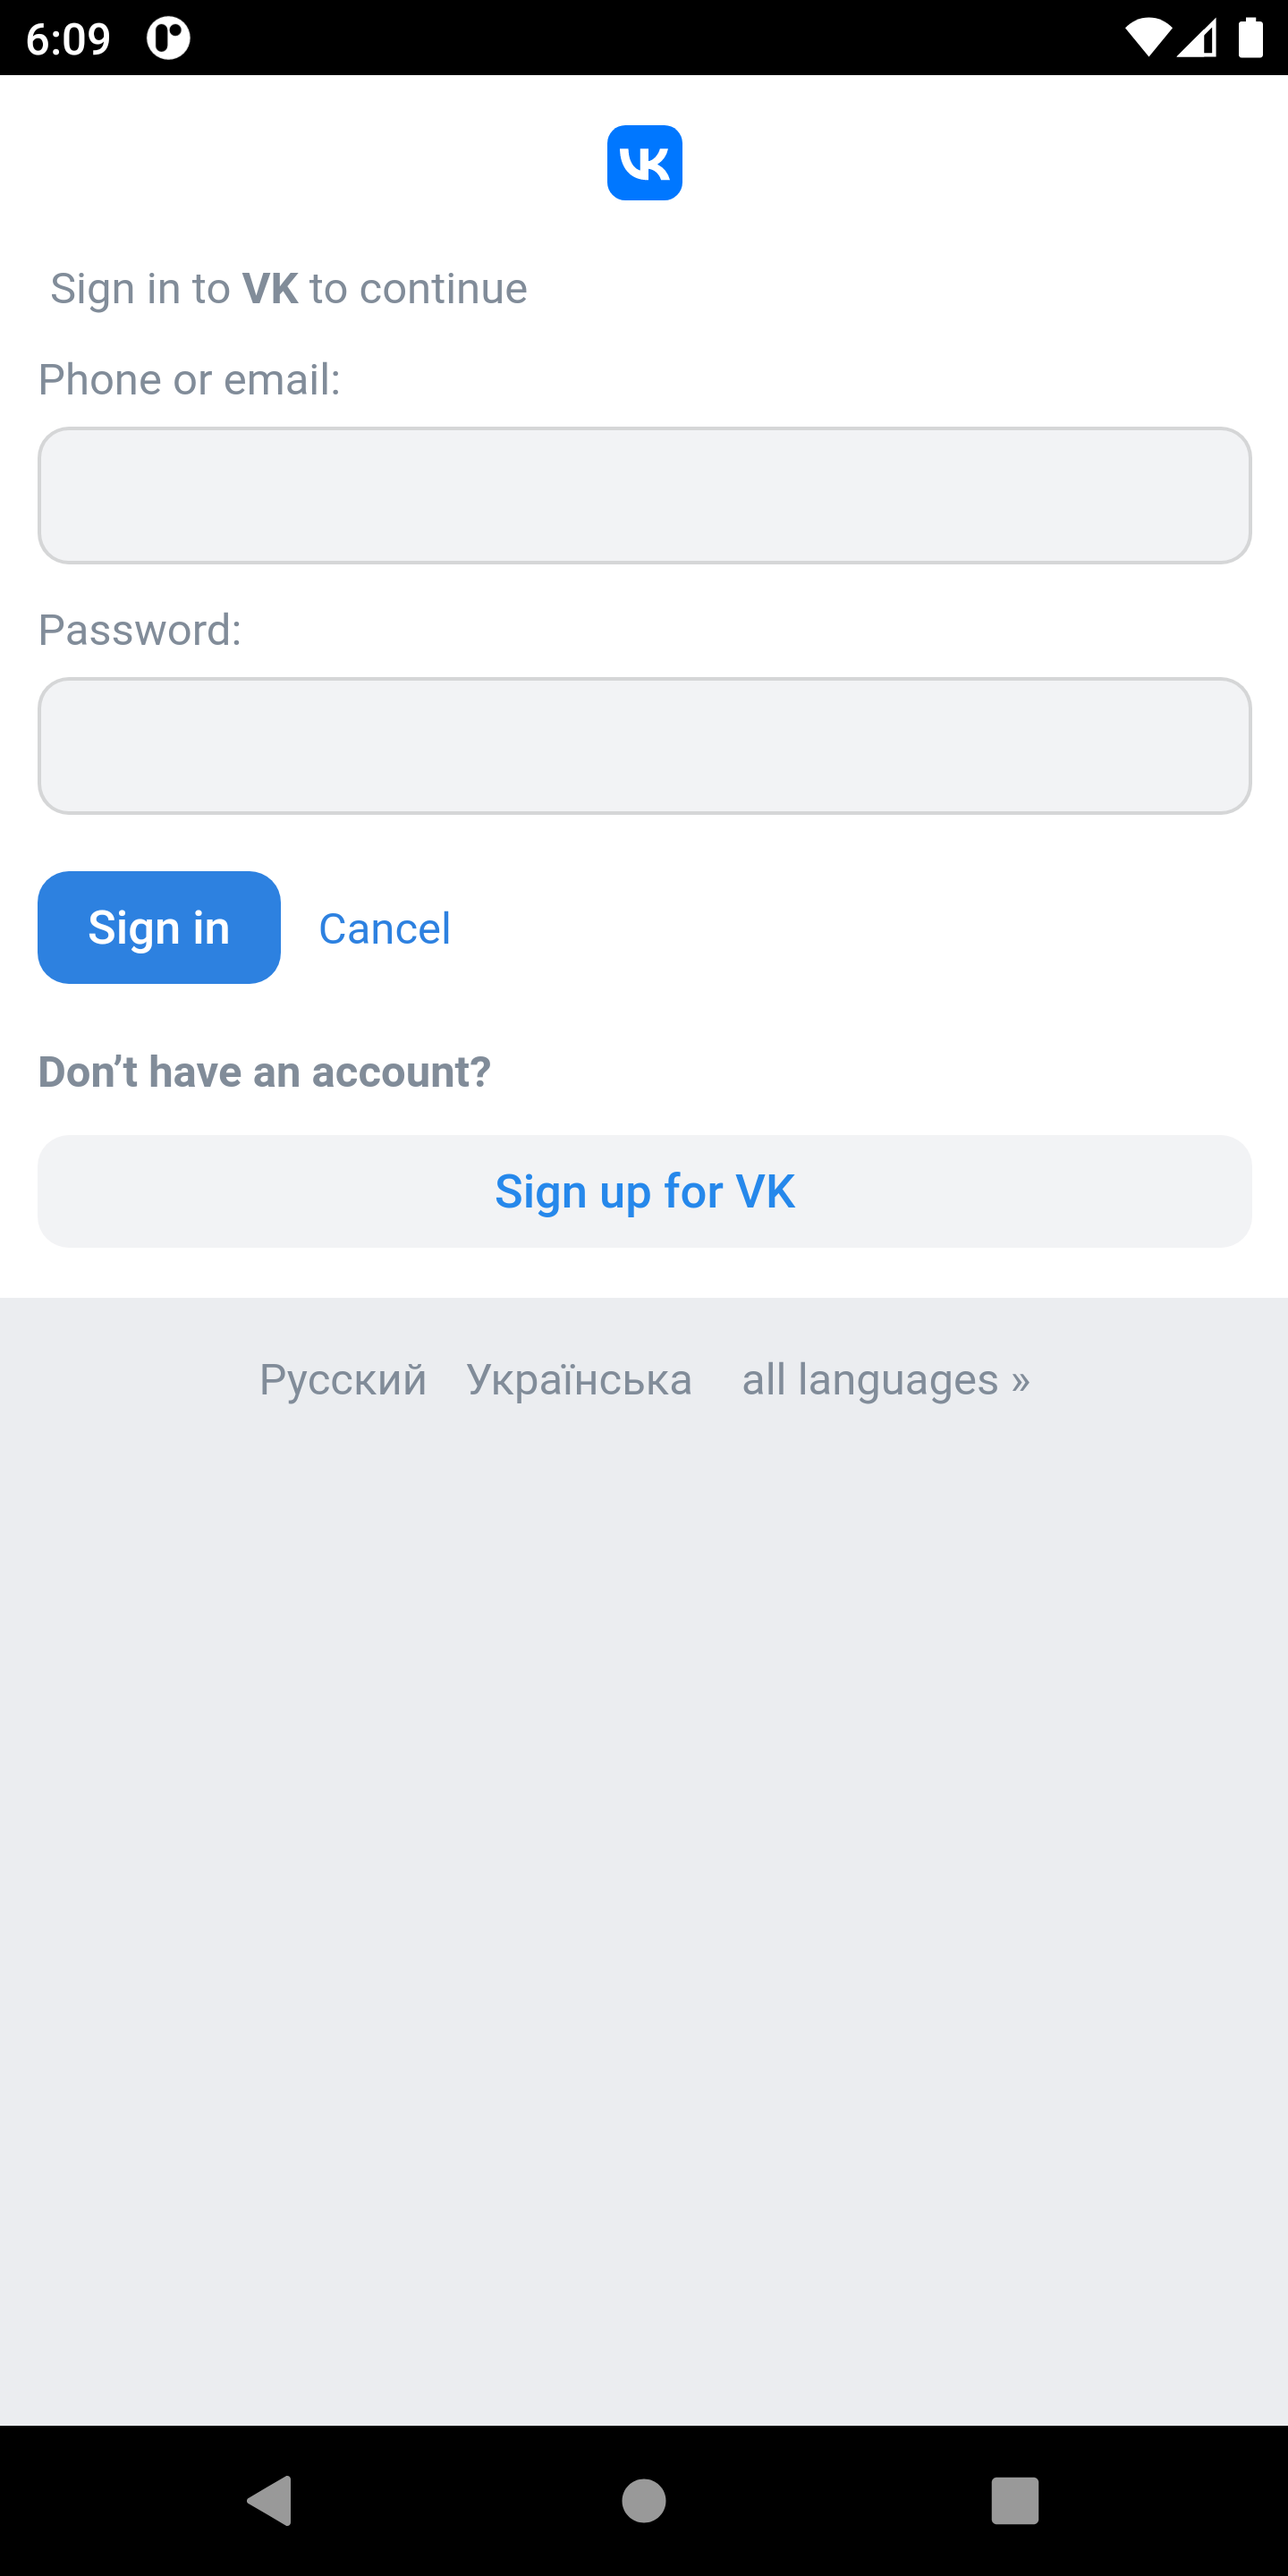 6:09
VK
Sign in to VK to continue
Phone or email:
Password:
Sign in Cancel
Don’t have an account?
Sign up for VK
Русский Українська all languages »